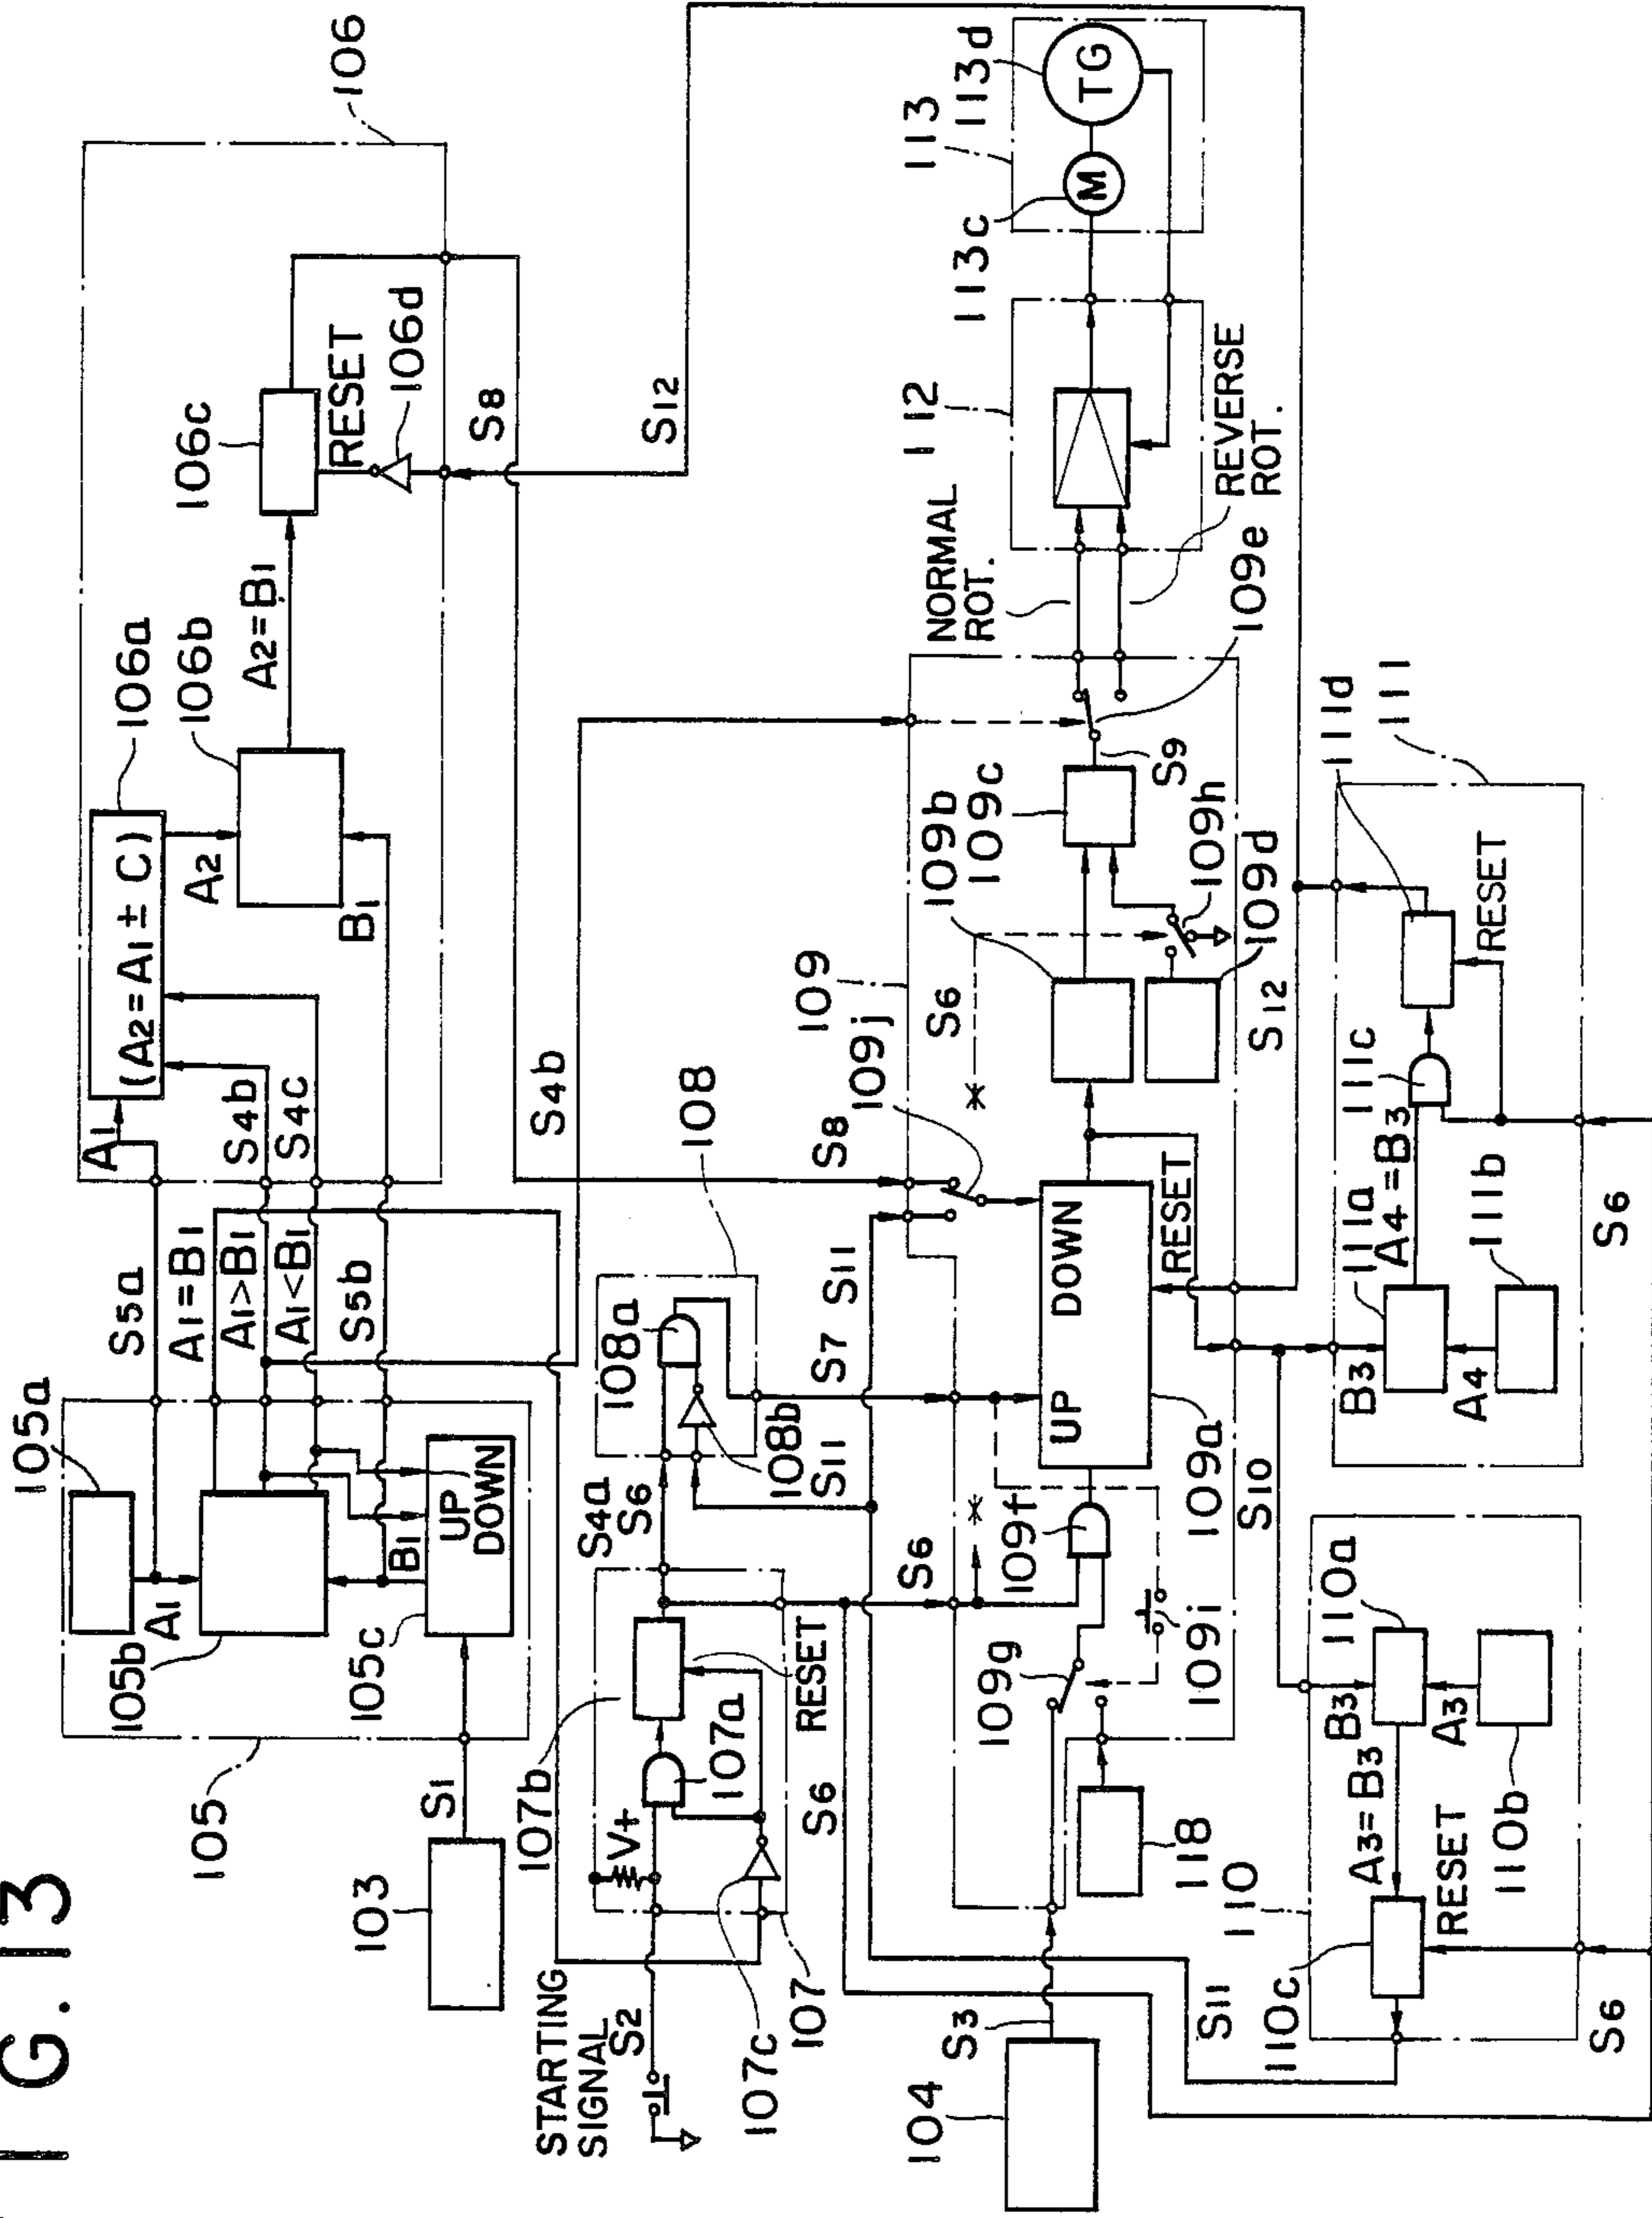 FIG. 13
106
105a
S5a
A1
106a
(A2 = A1 ± C)
106b
A2
A2 = B1
106c
RESET
106d
A1 = B1
A1 > B1
S4b
A1 < B1
S4c
S5b
B1
105b
A1
105c
B1
UP
DOWN
105
S1
103
S8
S12
S4b
108
108a
108b
S11
S4a
S6
107b
107a
V+
RESET
107c
107
STARTING
SIGNAL
S2
S6
S7
S11
S8
109j
109
S6
109b
109c
S9
109h
109d
109e
NORMAL
ROT.
REVERSE
ROT.
112
113
113c
113d
M
TG
UP
DOWN
RESET
109a
109f
S6
109g
109i
118
104
S3
S10
S12
110
110a
B3
A3
A3 = B3
110b
110c
RESET
S11
S6
111
111a
A4 = B3
B3
A4
111b
111c
111d
RESET
S6